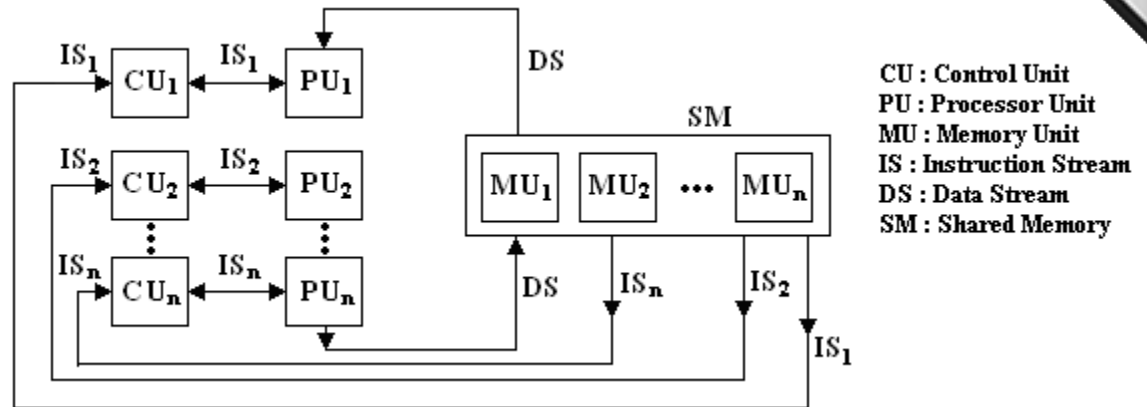 DS
IS1 IS1
CU1 PU1
SM
IS2 IS2
CU2 PU2
MU1 MU2 ••• MUn
ISn ISn
CUn PUn
DS ISn IS2
IS1
CU : Control Unit
PU : Processor Unit
MU : Memory Unit
IS : Instruction Stream
DS : Data Stream
SM : Shared Memory